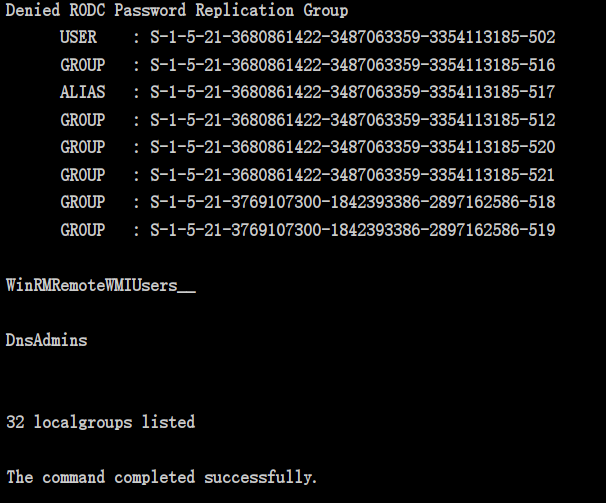 Denied RODC Password Replication Group
USER : S-1-5-21-3680861422-3487063359-3354113185-502
GROUP : S-1-5-21-3680861422-3487063359-3354113185-516
ALIAS : S-1-5-21-3680861422-3487063359-3354113185-517
GROUP : S-1-5-21-3680861422-3487063359-3354113185-512
GROUP : S-1-5-21-3680861422-3487063359-3354113185-520
GROUP : S-1-5-21-3680861422-3487063359-3354113185-521
GROUP : S-1-5-21-3769107300-1842393386-2897162586-518
GROUP : S-1-5-21-3769107300-1842393386-2897162586-519
WinRMRemoteWMIUsers__
DnsAdmins
32 localgroups listed
The command completed successfully.